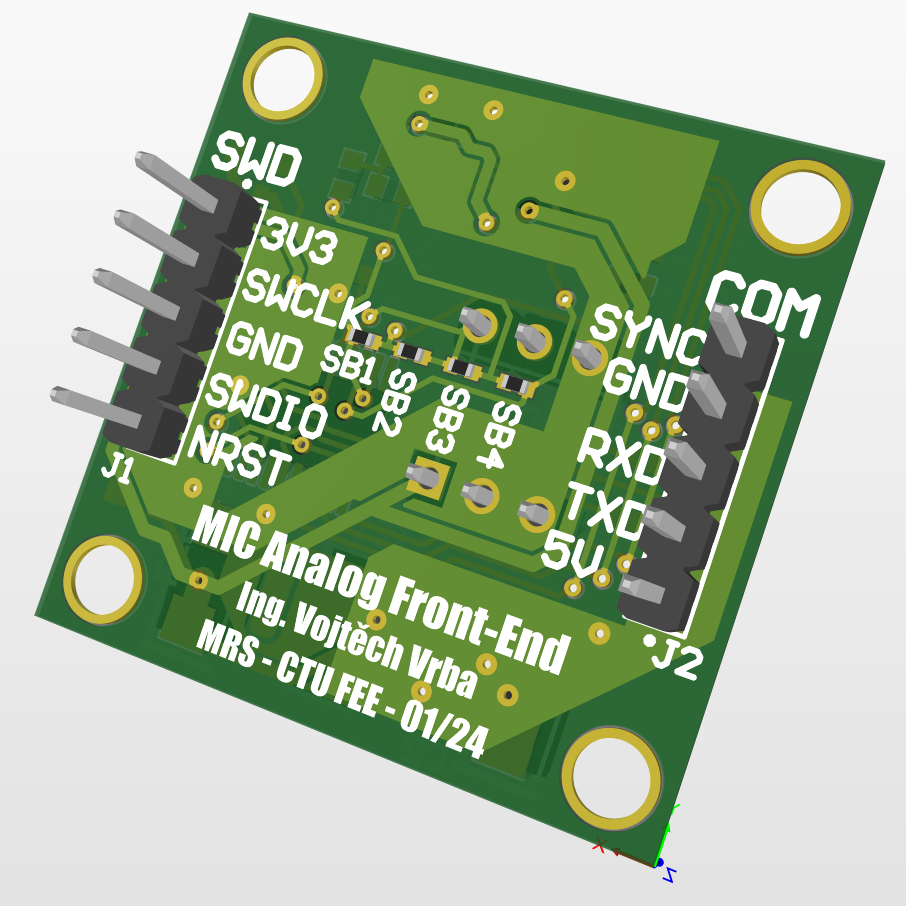 SWD
3V3
SWCLK
GND
SWDIO
NRST
J1
SB1
SB2
SB3
SB4
COM
SYNC
GND
RXD
TXD
5V
J2
MIC Analog Front-End
Ing. Vojtěch Vrba
MRS - CTU FEE - 01/24
X
Y
Z